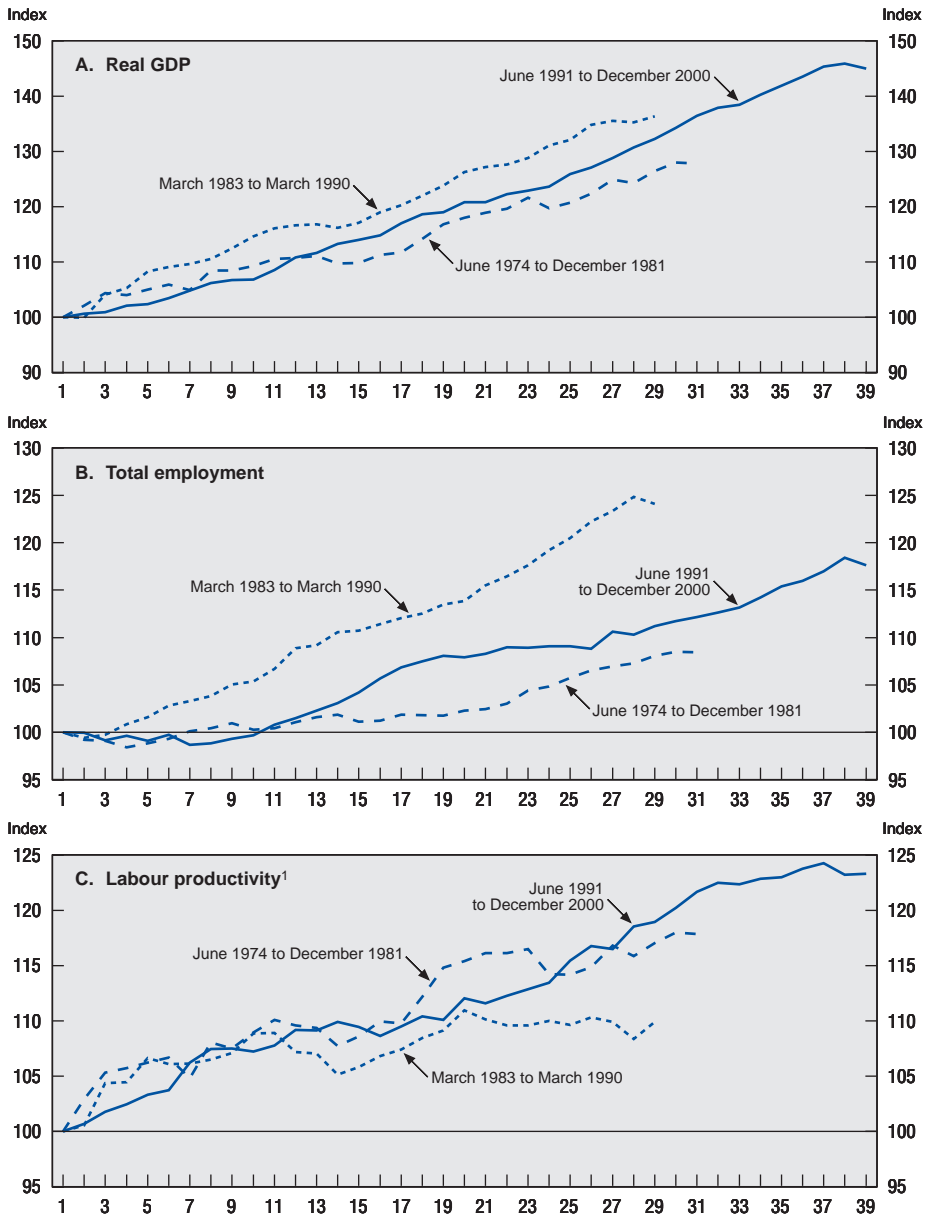 Index Index
150 150
A. Real GDP
June 1991 to December 2000
140 140
130 130
March 1983 to March 1990
120 120
June 1974 to December 1981
110 110
100 100
90 90
1 3 5 7 9 11 13 15 17 19 21 23 25 27 29 31 33 35 37 39
Index Index
130 130
B. Total employment
125 125
120 120
June 1991
to December 2000
March 1983 to March 1990
115 115
110 110
105 105
June 1974 to December 1981
100 100
95 95
1 3 5 7 9 11 13 15 17 19 21 23 25 27 29 31 33 35 37 39
Index Index
125 125
C. Labour productivity¹
June 1991
to December 2000
120 120
June 1974 to December 1981
115 115
110 110
105 105
March 1983 to March 1990
100 100
95 95
1 3 5 7 9 11 13 15 17 19 21 23 25 27 29 31 33 35 37 39